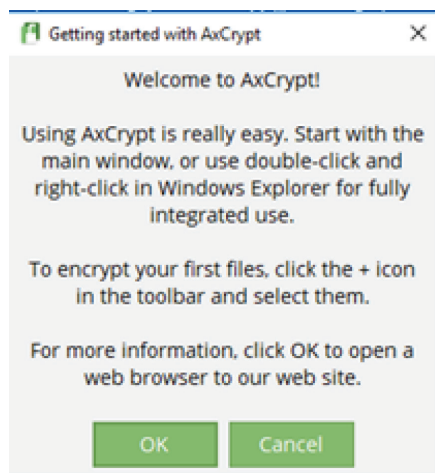 Getting started with AxCrypt
Welcome to AxCrypt!
Using AxCrypt is really easy. Start with the
main window, or use double-click and
right-click in Windows Explorer for fully
integrated use.
To encrypt your first files, click the + icon
in the toolbar and select them.
For more information, click OK to open a
web browser to our web site.
OK
Cancel